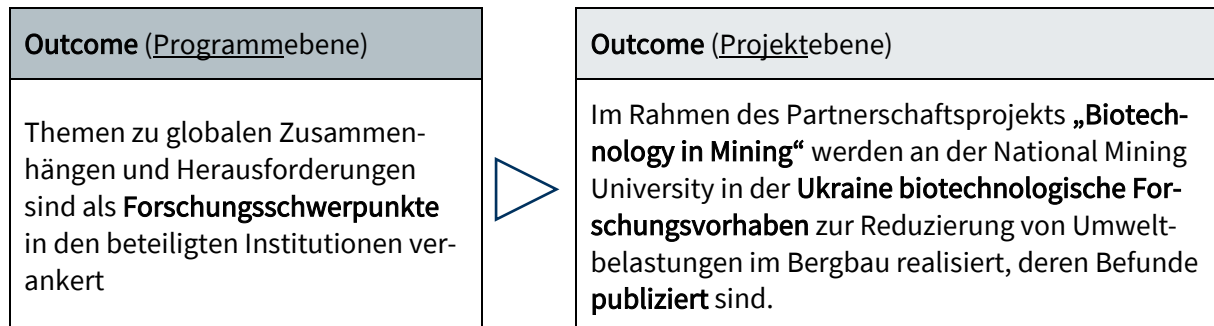 Outcome (Programmebene)
Themen zu globalen Zusammen-
hängen und Herausforderungen
sind als Forschungsschwerpunkte
in den beteiligten Institutionen ver-
ankert
Outcome (Projektebene)
Im Rahmen des Partnerschaftsprojekts „Biotech-
nology in Mining“ werden an der National Mining
University in der Ukraine biotechnologische For-
schungsvorhaben zur Reduzierung von Umwelt-
belastungen im Bergbau realisiert, deren Befunde
publiziert sind.